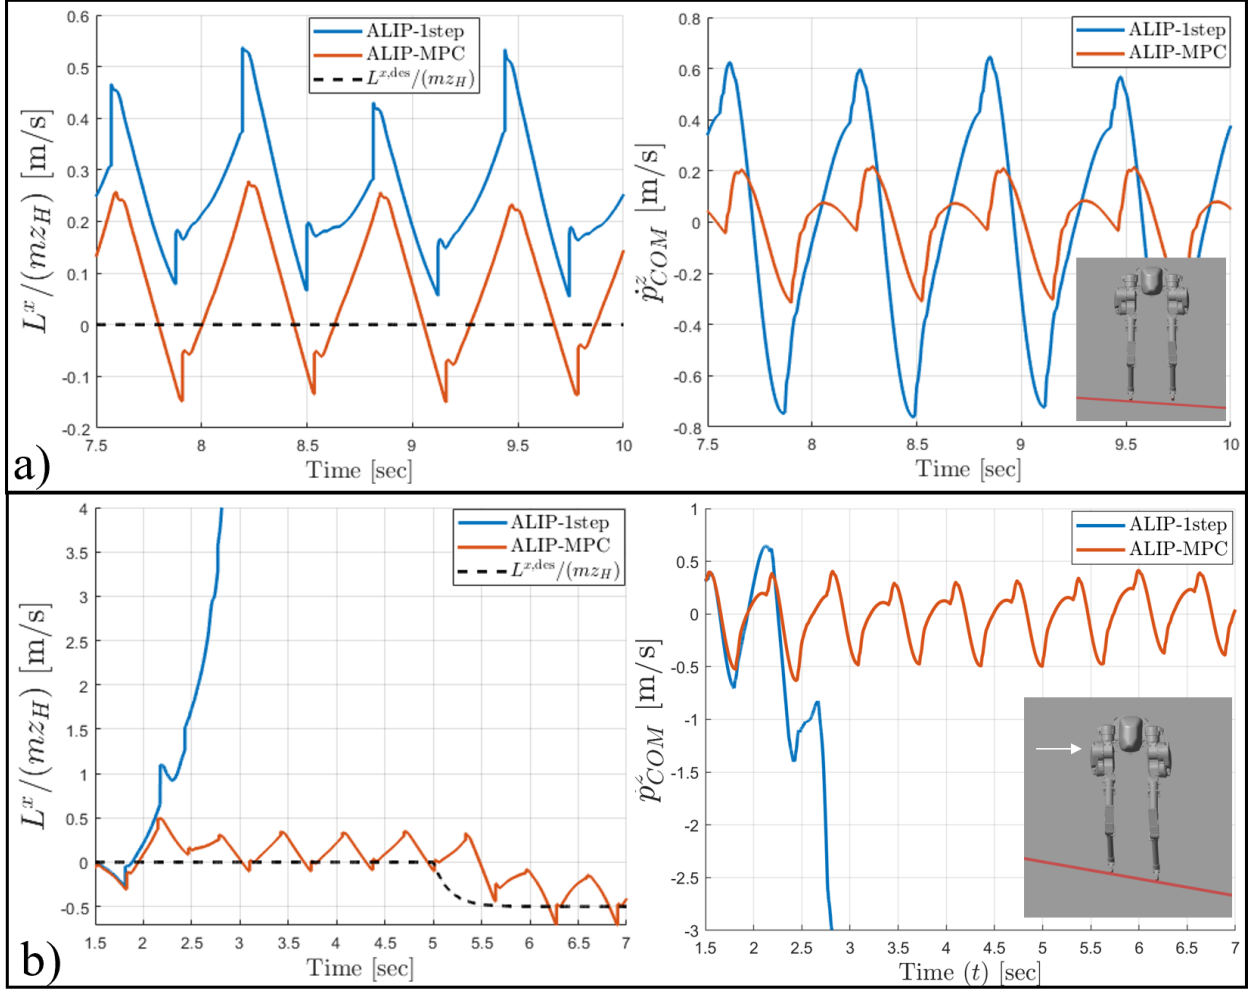 0.6
0.5
0.4
0.3
0.2
0.1
0
-0.1
-0.2
L^x/(mz_H) [m/s]
ALIP-1step
ALIP-MPC
L^{x,des}/(mz_H)
7.5 8 8.5 9 9.5 10
Time [sec]
0.8
0.6
0.4
0.2
0
-0.2
-0.4
-0.6
-0.8
ṗ^z_{COM} [m/s]
ALIP-1step
ALIP-MPC
7.5 8 8.5 9 9.5 10
Time [sec]
a)
4
3.5
3
2.5
2
1.5
1
0.5
0
-0.5
L^x/(mz_H) [m/s]
ALIP-1step
ALIP-MPC
L^{x,des}/(mz_H)
1.5 2 2.5 3 3.5 4 4.5 5 5.5 6 6.5 7
Time [sec]
1
0.5
0
-0.5
-1
-1.5
-2
-2.5
-3
ṗ^z_{COM} [m/s]
ALIP-1step
ALIP-MPC
1.5 2 2.5 3 3.5 4 4.5 5 5.5 6 6.5 7
Time (t) [sec]
b)